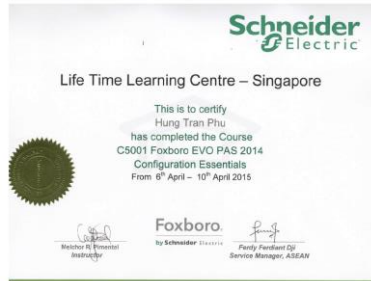 Schneider
Electric
Life Time Learning Centre – Singapore
This is to certify
Hung Tran Phu
has completed the Course
C5001 Foxboro EVO PAS 2014
Configuration Essentials
From 6th April – 10th April 2015
Foxboro.
by Schneider Electric
Melchor R. Pimentel
Instructor
Ferdy Ferdiant Dji
Service Manager, ASEAN